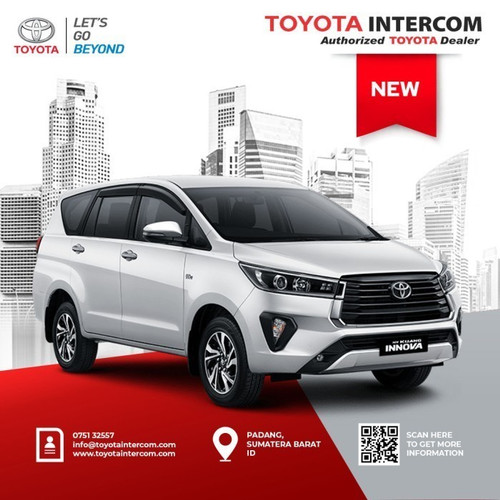 TOYOTA
LET'S
GO
BEYOND
TOYOTA INTERCOM
Authorized TOYOTA Dealer
NEW
KIJANG
INNOVA
0751 32557
info@toyotaintercom.com
www.toyotaintercom.com
PADANG,
SUMATERA BARAT
ID
SCAN HERE
TO GET MORE
INFORMATION